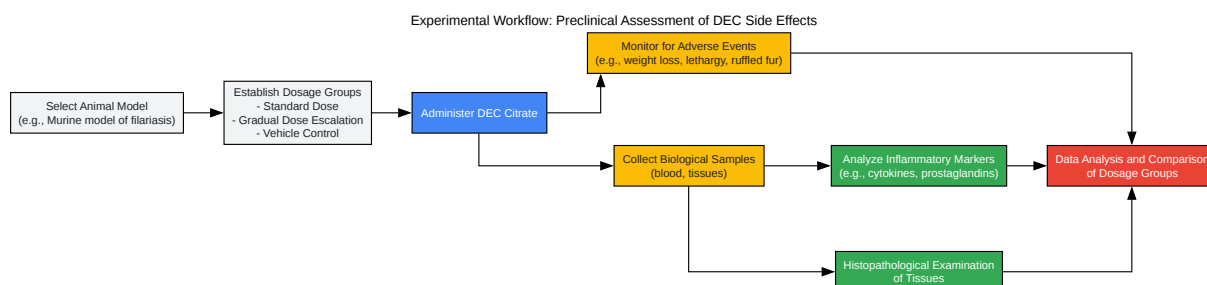 Experimental Workflow: Preclinical Assessment of DEC Side Effects
Monitor for Adverse Events
(e.g., weight loss, lethargy, ruffled fur)
Select Animal Model
(e.g., Murine model of filariasis)
Establish Dosage Groups
- Standard Dose
- Gradual Dose Escalation
- Vehicle Control
Administer DEC Citrate
Collect Biological Samples
(blood, tissues)
Analyze Inflammatory Markers
(e.g., cytokines, prostaglandins)
Data Analysis and Comparison
of Dosage Groups
Histopathological Examination
of Tissues